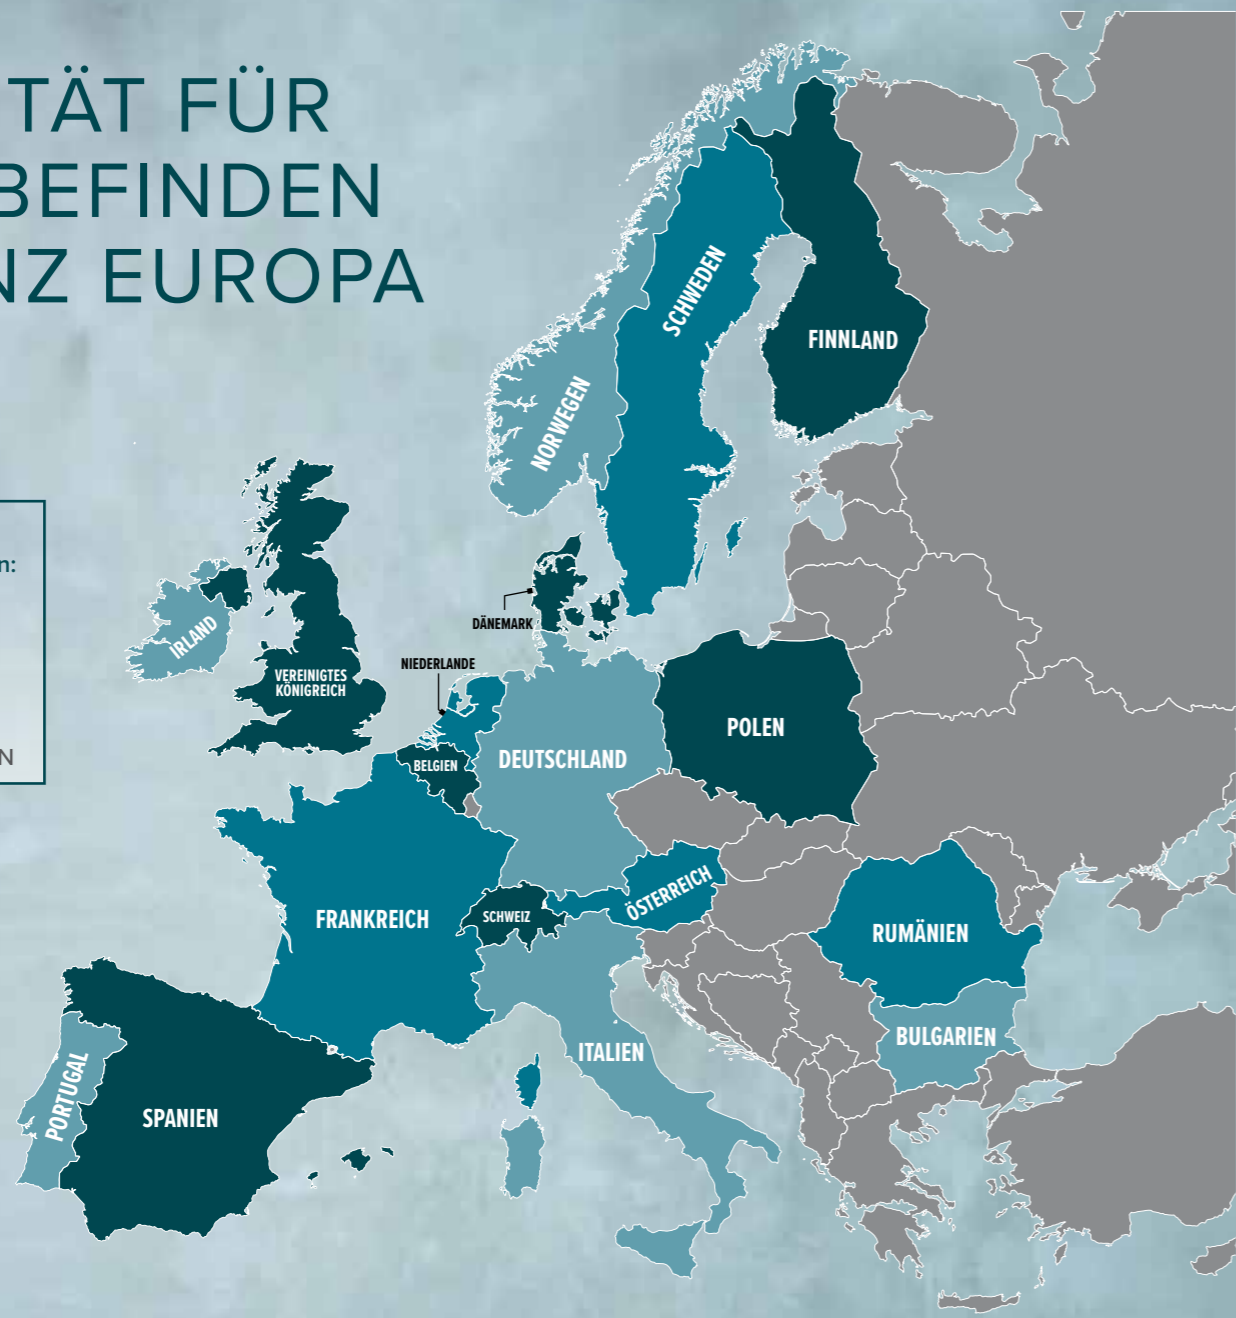 TÄT FÜR
BEFINDEN
NZ EUROPA
n:
N
SCHWEDEN
FINNLAND
NORWEGEN
DÄNEMARK
IRLAND
VEREINIGTES
KÖNIGREICH
NIEDERLANDE
POLEN
BELGIEN
DEUTSCHLAND
ÖSTERREICH
FRANKREICH
SCHWEIZ
RUMÄNIEN
BULGARIEN
ITALIEN
PORTUGAL
SPANIEN